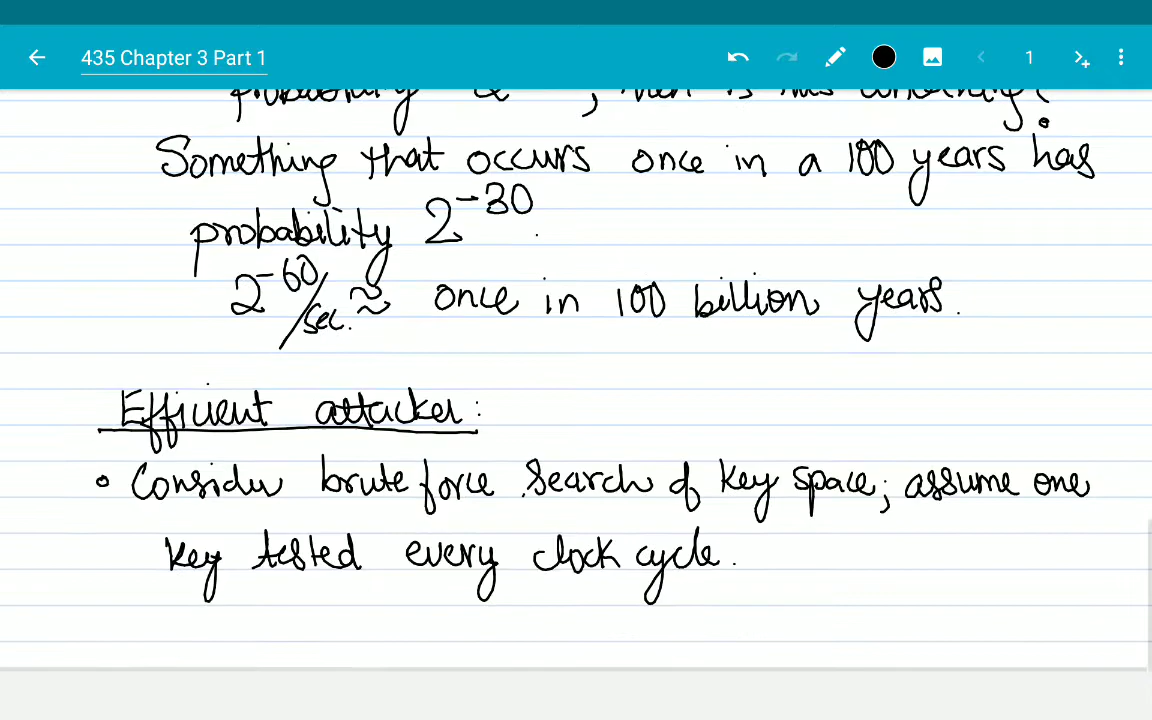 435 Chapter 3 Part 1
1
probability
Something that occurs once in a 100 years has
probability 2^-30.
2^-60/sec. ≈ once in 100 billion years.
Efficient attacker:
• Consider brute force search of key space; assume one
key tested every clock cycle.